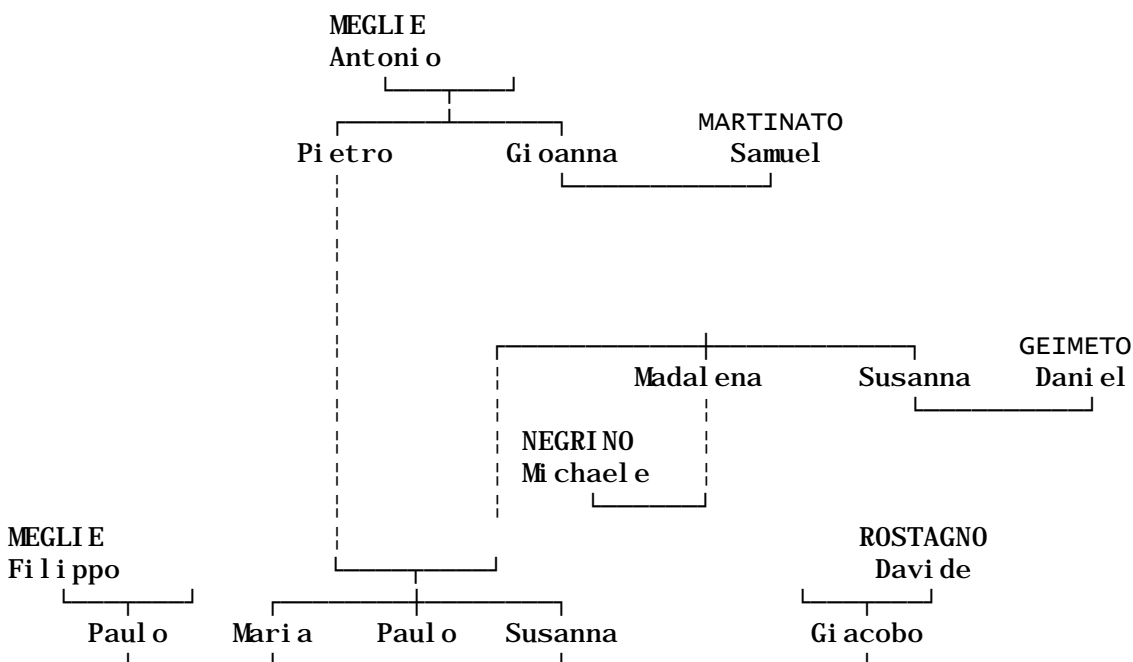 MEGLIE
Antonio
MARTINATO
Pietro Gioanna Samuel
GEIMETO
Madalena Susanna Daniel
NEGRINO
Michaele
MEGLIE ROSTAGNO
Filippo Davide
Paulo Maria Paulo Susanna Giacobo